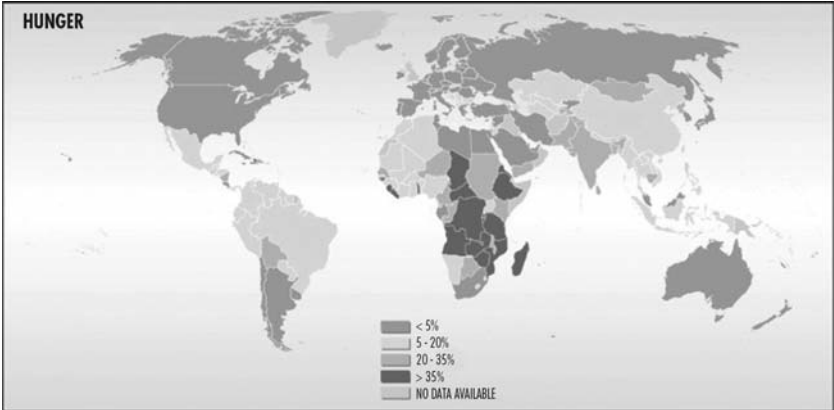 HUNGER
< 5%
5 - 20%
20 - 35%
> 35%
NO DATA AVAILABLE